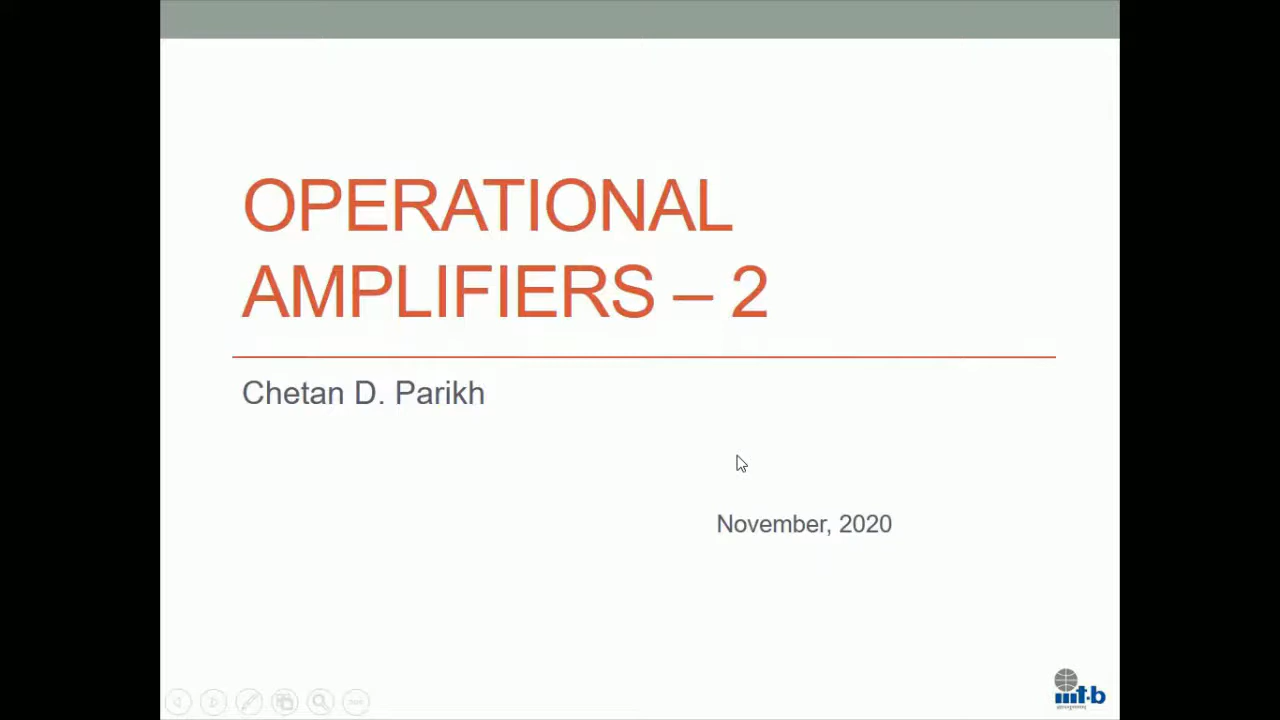 OPERATIONAL
AMPLIFIERS – 2
Chetan D. Parikh
November, 2020